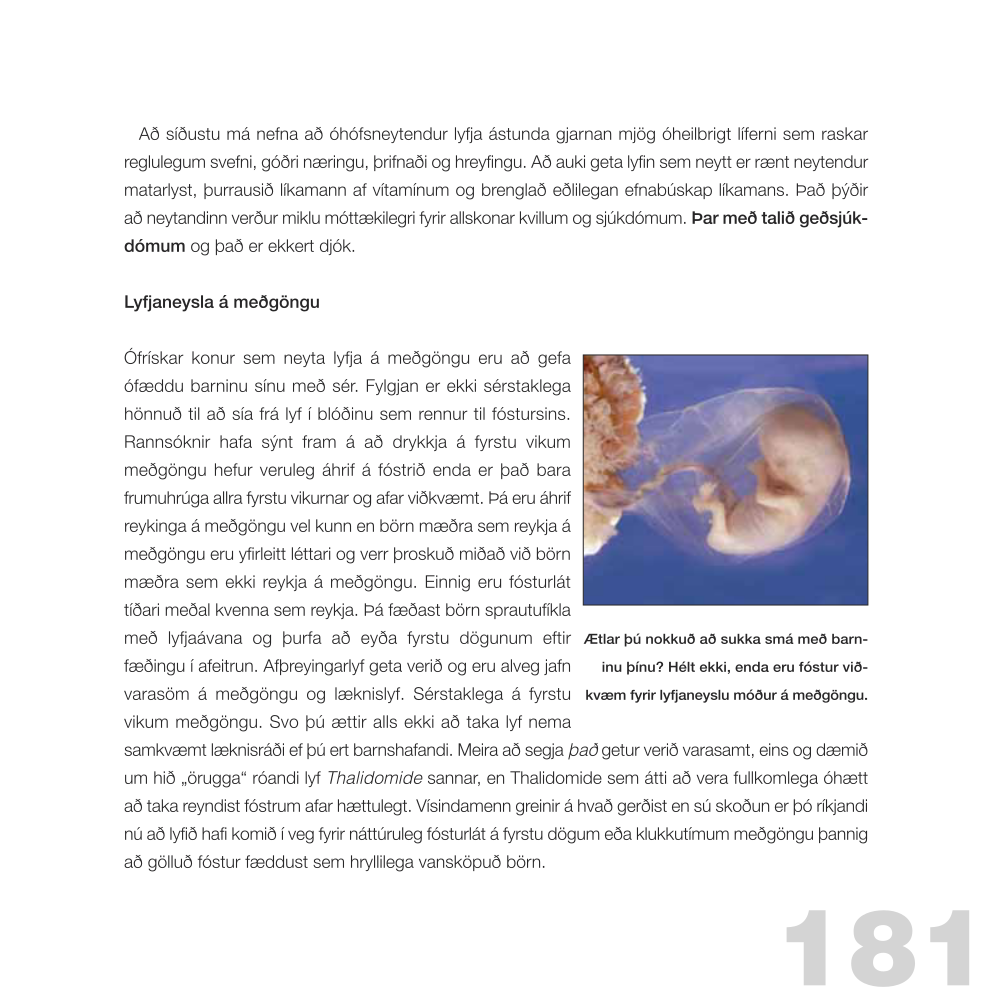 Að síðustu má nefna að óhófsneytendur lyfja ástunda gjarnan mjög óheilbrigt líferni sem raskar
reglulegum svefni, góðri næringu, þrifnaði og hreyfingu. Að auki geta lyfin sem neytt er rænt neytendur
matarlyst, þurrausið líkamann af vítamínum og brenglað eðlilegan efnabúskap líkamans. Það þýðir
að neytandinn verður miklu móttækilegri fyrir allskonar kvillum og sjúkdómum. Þar með talið geðsjúk-
dómum og það er ekkert djók.
Lyfjaneysla á meðgöngu
Ófrískar konur sem neyta lyfja á meðgöngu eru að gefa
ófæddu barninu sínu með sér. Fylgjan er ekki sérstaklega
hönnuð til að sía frá lyf í blóðinu sem rennur til fóstursins.
Rannsóknir hafa sýnt fram á að drykkja á fyrstu vikum
meðgöngu hefur veruleg áhrif á fóstrið enda er það bara
frumuhrúga allra fyrstu vikurnar og afar viðkvæmt. Þá eru áhrif
reykinga á meðgöngu vel kunn en börn mæðra sem reykja á
meðgöngu eru yfirleitt léttari og verr þroskuð miðað við börn
mæðra sem ekki reykja á meðgöngu. Einnig eru fósturlát
tíðari meðal kvenna sem reykja. Þá fæðast börn sprautufíkla
með lyfjaávana og þurfa að eyða fyrstu dögunum eftir
fæðingu í afeitrun. Afþreyingarlyf geta verið og eru alveg jafn
varasöm á meðgöngu og læknislyf. Sérstaklega á fyrstu
vikum meðgöngu. Svo þú ættir alls ekki að taka lyf nema
samkvæmt læknisráði ef þú ert barnshafandi. Meira að segja það getur verið varasamt, eins og dæmið
um hið „örugga“ róandi lyf Thalidomide sannar, en Thalidomide sem átti að vera fullkomlega óhætt
að taka reyndist fóstrum afar hættulegt. Vísindamenn greinir á hvað gerðist en sú skoðun er þó ríkjandi
nú að lyfið hafi komið í veg fyrir náttúruleg fósturlát á fyrstu dögum eða klukkutímum meðgöngu þannig
að gölluð fóstur fæddust sem hryllilega vansköpuð börn.
Ætlar þú nokkuð að sukka smá með barn-
inu þínu? Hélt ekki, enda eru fóstur við-
kvæm fyrir lyfjaneyslu móður á meðgöngu.
181